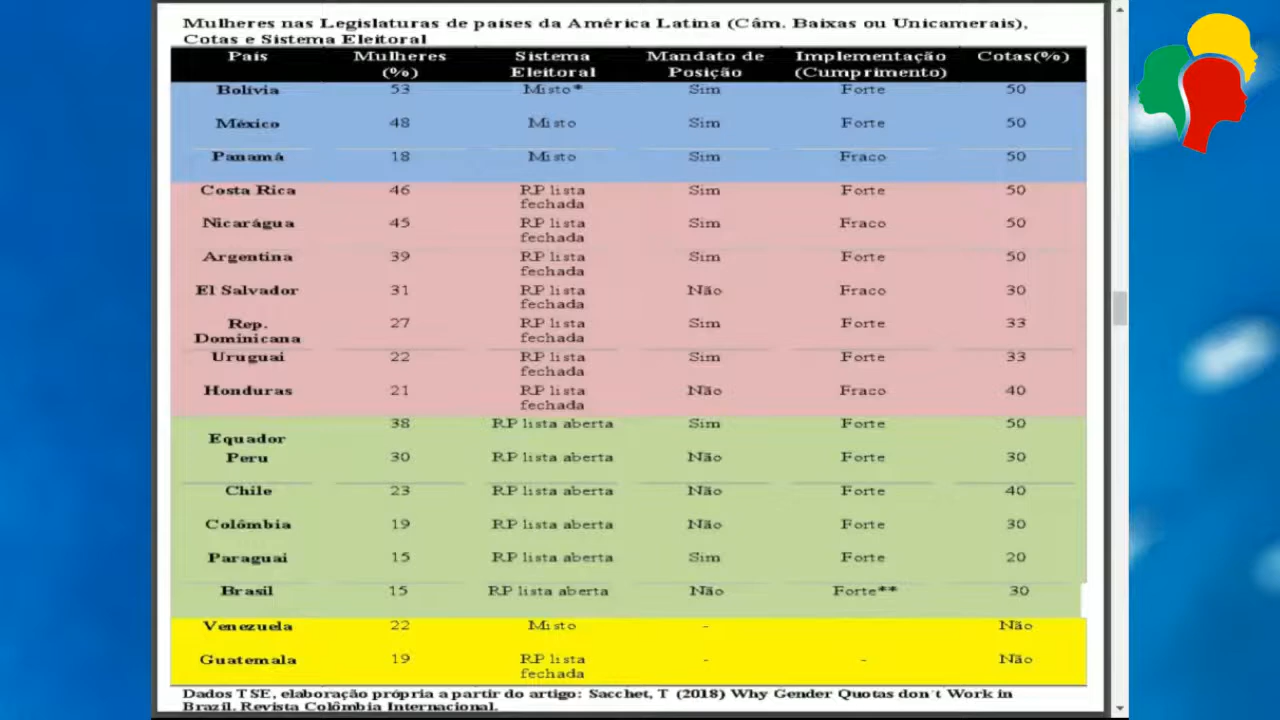 Mulheres nas Legislaturas de países da América Latina (Câm. Baixas ou Unicamerais),
Cotas e Sistema Eleitoral
País Mulheres (%) Sistema Eleitoral Mandato de Posição Implementação (Cumprimento) Cotas(%)
Bolívia 53 Misto* Sim Forte 50
México 48 Misto Sim Forte 50
Panamá 18 Misto Sim Fraco 50
Costa Rica 46 RP lista fechada Sim Forte 50
Nicarágua 45 RP lista fechada Sim Fraco 50
Argentina 39 RP lista fechada Sim Forte 50
El Salvador 31 RP lista fechada Não Fraco 30
Rep. Dominicana 27 RP lista fechada Sim Forte 33
Uruguai 22 RP lista fechada Sim Forte 33
Honduras 21 RP lista fechada Não Fraco 40
Equador 38 RP lista aberta Sim Forte 50
Peru 30 RP lista aberta Não Forte 30
Chile 23 RP lista aberta Não Forte 40
Colômbia 19 RP lista aberta Não Forte 30
Paraguai 15 RP lista aberta Sim Forte 20
Brasil 15 RP lista aberta Não Forte** 30
Venezuela 22 Misto - Não
Guatemala 19 RP lista fechada - - Não
Dados TSE, elaboração própria a partir do artigo: Sacchet, T (2018) Why Gender Quotas don´t Work in
Brazil. Revista Colômbia Internacional.